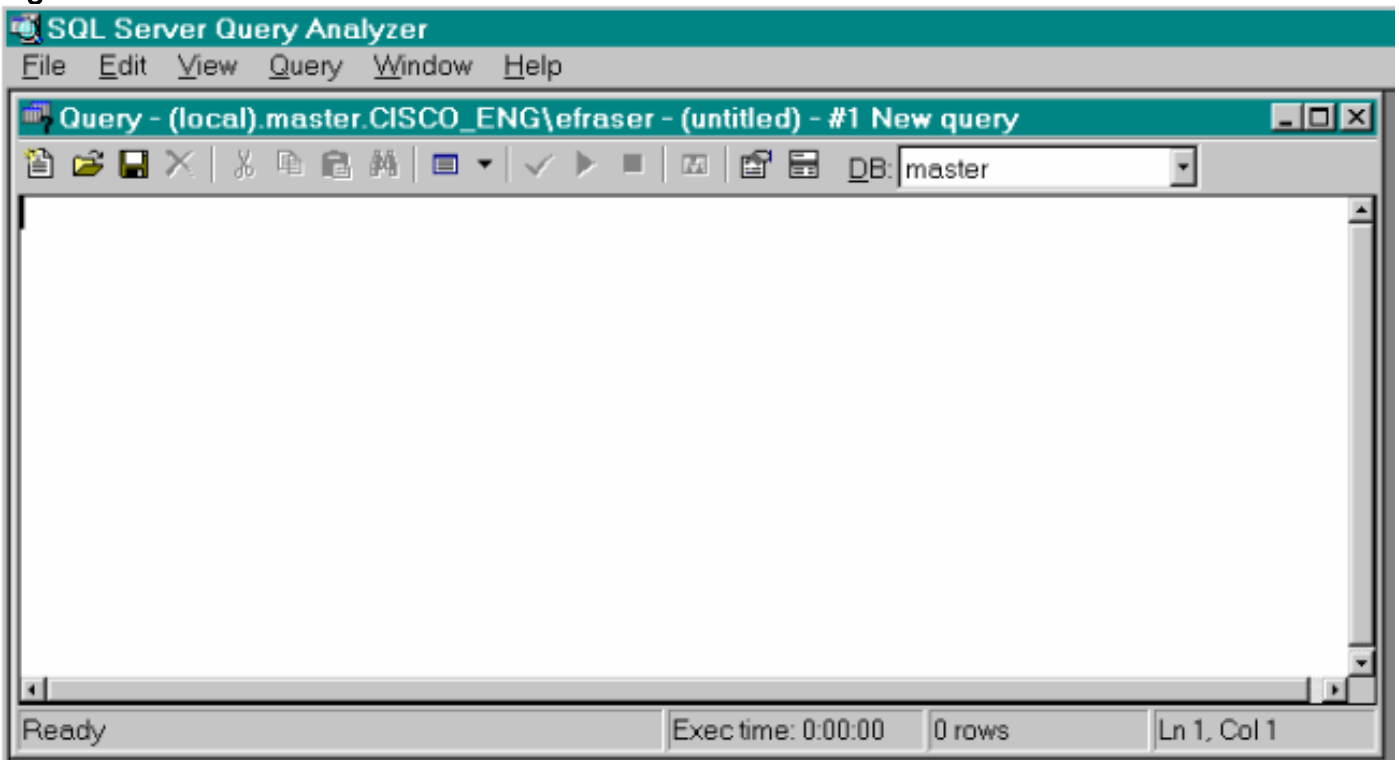 SQL Server Query Analyzer
File Edit View Query Window Help
Query - (local).master.CISCO_ENG\efraser - (untitled) - #1 New query
DB: master
Ready Exec time: 0:00:00 0 rows Ln 1, Col 1